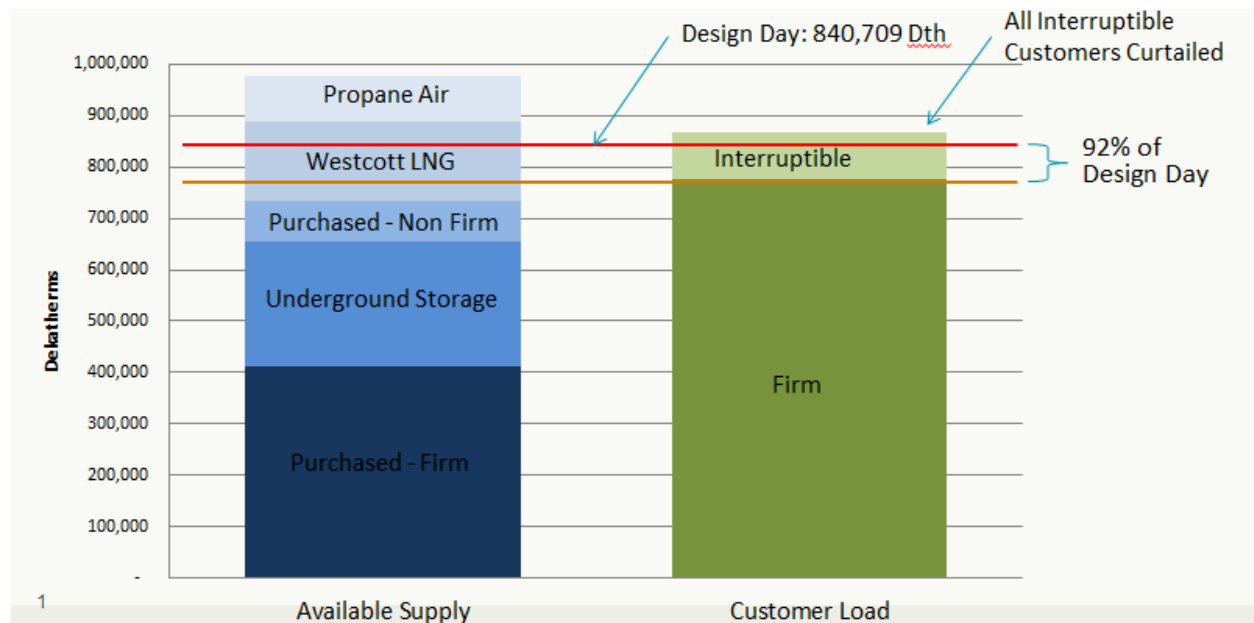 Design Day: 840,709 Dth
All Interruptible
Customers Curtailed
1,000,000
900,000
800,000
700,000
600,000
500,000
400,000
300,000
200,000
100,000
-
Dekatherms
Propane Air
Westcott LNG
Purchased - Non Firm
Underground Storage
Purchased - Firm
Interruptible
Firm
92% of
Design Day
Available Supply
Customer Load
1